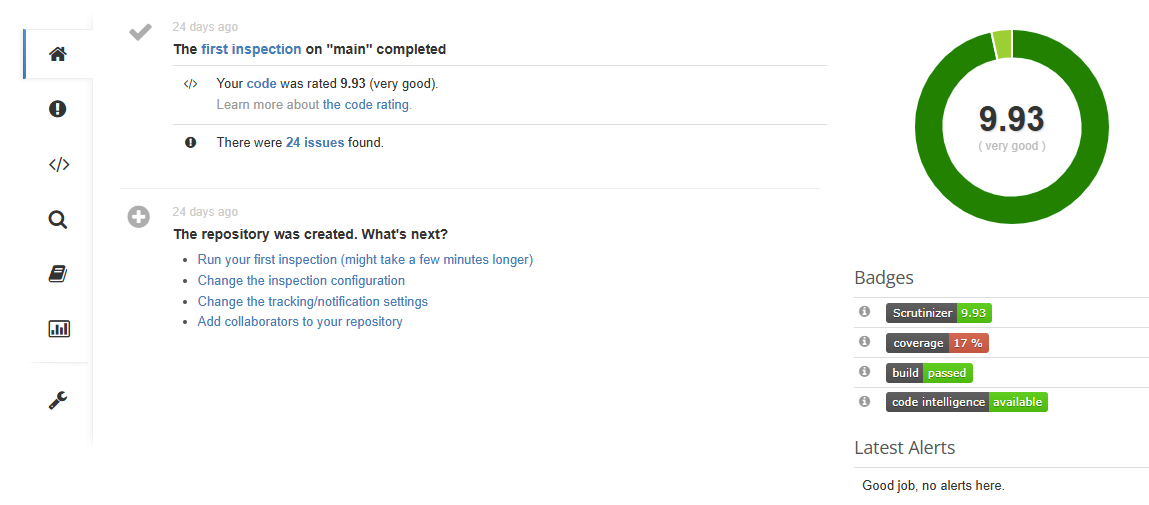 24 days ago
The first inspection on "main" completed
Your code was rated 9.93 (very good).
Learn more about the code rating.
There were 24 issues found.
24 days ago
The repository was created. What's next?
Run your first inspection (might take a few minutes longer)
Change the inspection configuration
Change the tracking/notification settings
Add collaborators to your repository
9.93
( very good )
Badges
Scrutinizer 9.93
coverage 17 %
build passed
code intelligence available
Latest Alerts
Good job, no alerts here.